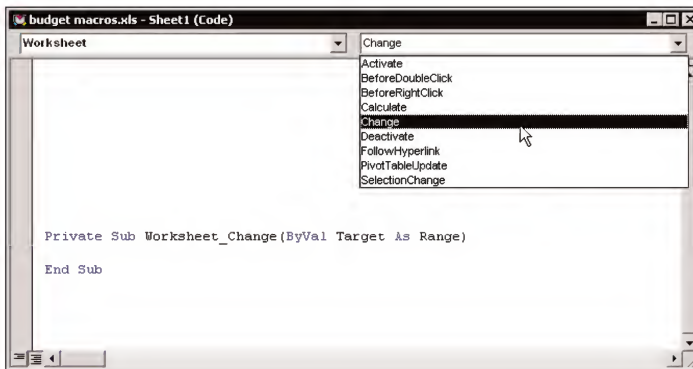 budget macros.xls - Sheet1 (Code)
Worksheet
Change
Activate
BeforeDoubleClick
BeforeRightClick
Calculate
Change
Deactivate
FollowHyperlink
PivotTableUpdate
SelectionChange
Private Sub Worksheet_Change(ByVal Target As Range)
End Sub